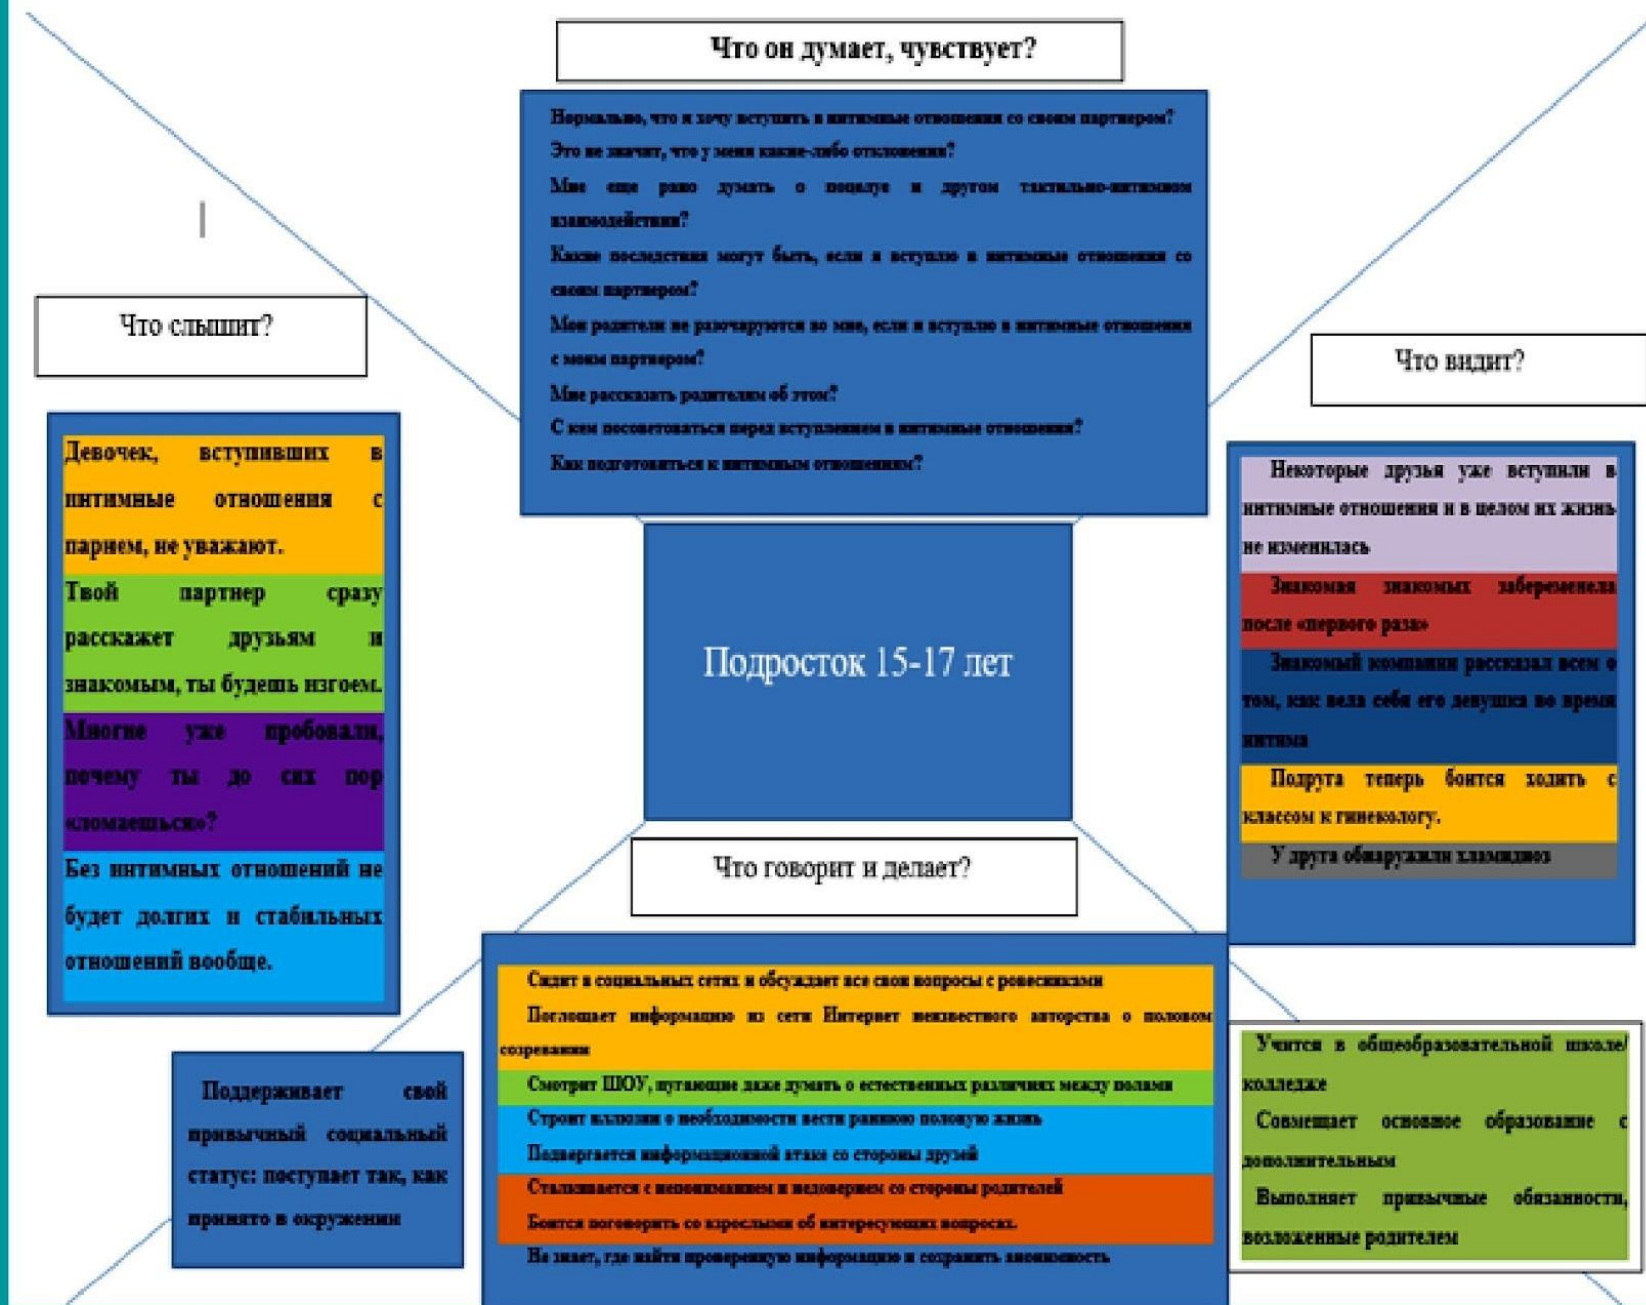 Что он думает, чувствует?
Нормально, что я хочу вступить в интимные отношения со своим партнером?
Это не значит, что у меня какие-либо отклонения?
Мне еще рано думать о поцелуе и другом тактильно-интимном
взаимодействии?
Какие последствия могут быть, если я вступлю в интимные отношения со
своим партнером?
Мои родители не разочаруются во мне, если я вступлю в интимные отношения
с моим партнером?
Мне рассказать родителям об этом?
С кем посоветоваться перед вступлением в интимные отношения?
Как подготовиться к интимным отношениям?
Что слышит?
Девочек, вступивших в
интимные отношения с
парнем, не уважают.
Твой партнер сразу
расскажет друзьям и
знакомым, ты будешь изгоем.
Многие уже пробовали,
почему ты до сих пор
«ломаешься»?
Без интимных отношений не
будет долгих и стабильных
отношений вообще.
Что видит?
Некоторые друзья уже вступили в
интимные отношения и в целом их жизнь
не изменилась
Знакомая знакомых забеременела
после «первого раза»
Знакомый компании рассказал всем о
том, как вела себя его девушка во время
интима
Подруга теперь боится ходить с
классом к гинекологу.
У друга обнаружили хламидиоз
Подросток 15-17 лет
Что говорит и делает?
Сидит в социальных сетях и обсуждает все свои вопросы с ровесниками
Поглощает информацию из сети Интернет неизвестного авторства о половом
созревании
Смотрит ШОУ, пугающие даже думать о естественных различиях между полами
Строит иллюзии о необходимости вести раннюю половую жизнь
Подвергается информационной атаке со стороны друзей
Сталкивается с непониманием и недоверием со стороны родителей
Боится поговорить со взрослыми об интересующих вопросах.
Не знает, где найти проверенную информацию и сохранить анонимность
Поддерживает свой
привычный социальный
статус: поступает так, как
принято в окружении
Учится в общеобразовательной школе/
колледже
Совмещает основное образование с
дополнительным
Выполняет привычные обязанности,
возложенные родителем